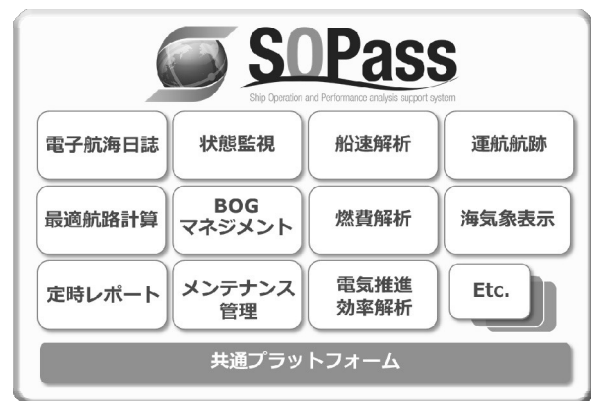 SOPass
Ship Operation and Performance analysis support system
電子航海日誌
状態監視
船速解析
運航航跡
最適航路計算
BOG
マネジメント
燃費解析
海気象表示
定時レポート
メンテナンス
管理
電気推進
効率解析
Etc.
共通プラットフォーム